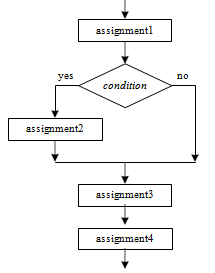 assignment1
yes
no
condition
assignment2
assignment3
assignment4